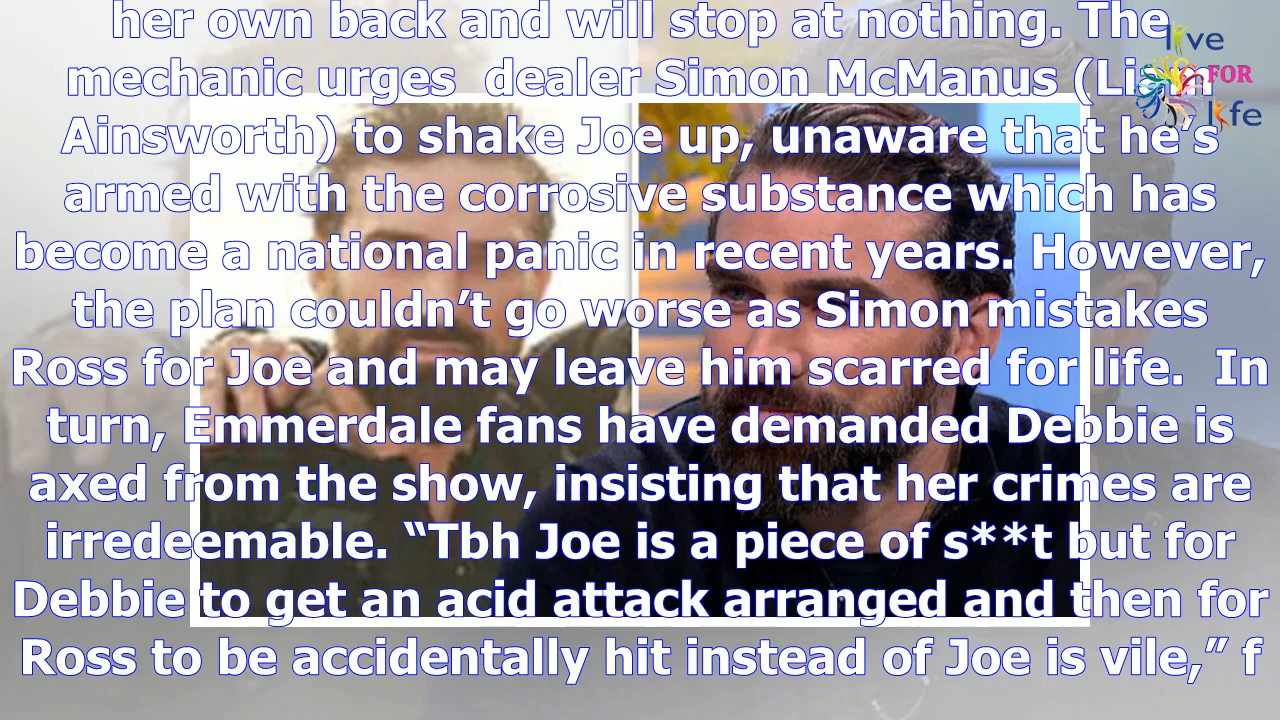 her own back and will stop at nothing. The
mechanic urges  dealer Simon McManus (Liam
Ainsworth) to shake Joe up, unaware that he’s
armed with the corrosive substance which has
become a national panic in recent years. However,
the plan couldn’t go worse as Simon mistakes
Ross for Joe and may leave him scarred for life.  In
turn, Emmerdale fans have demanded Debbie is
axed from the show, insisting that her crimes are
irredeemable. “Tbh Joe is a piece of s**t but for
Debbie to get an acid attack arranged and then for
Ross to be accidentally hit instead of Joe is vile,” f
live
FOR
life